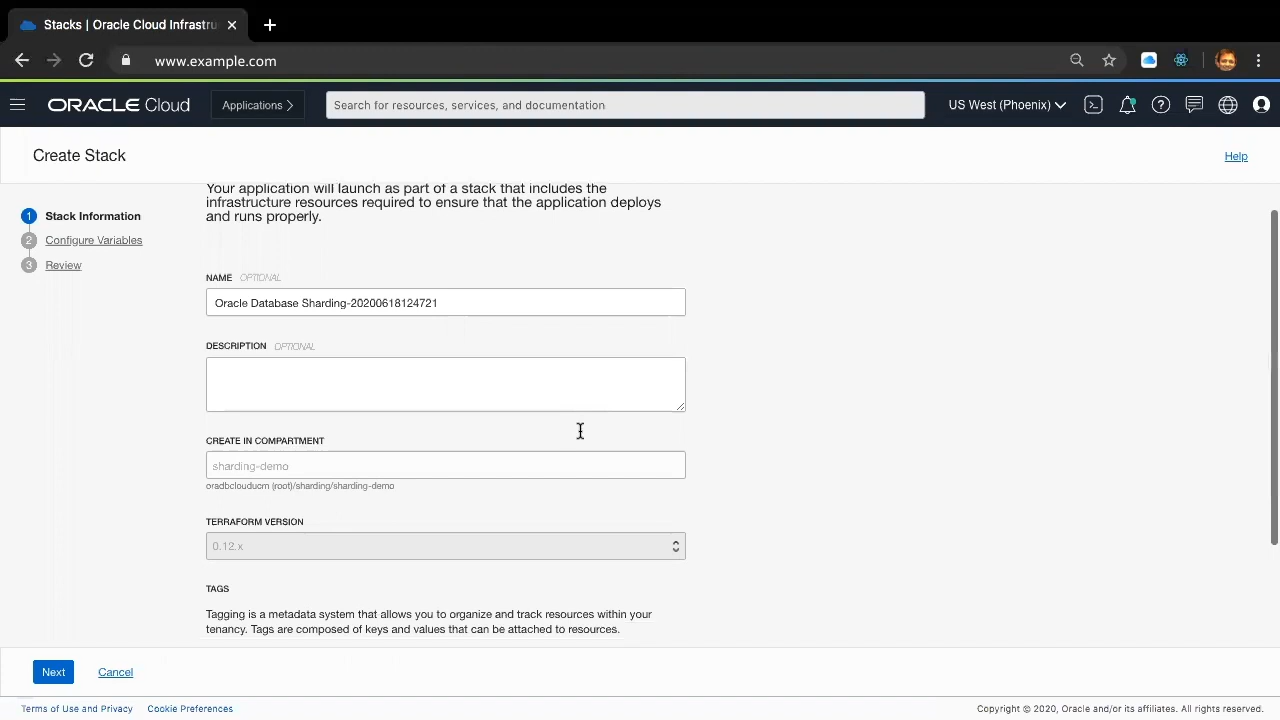 Stacks | Oracle Cloud Infrastru
www.example.com
ORACLE Cloud
Applications
Search for resources, services, and documentation
US West (Phoenix)
Create Stack
Help
1 Stack Information
2 Configure Variables
3 Review
Your application will launch as part of a stack that includes the
infrastructure resources required to ensure that the application deploys
and runs properly.
NAME OPTIONAL
Oracle Database Sharding-20200618124721
DESCRIPTION OPTIONAL
CREATE IN COMPARTMENT
sharding-demo
oradbclouducm (root)/sharding/sharding-demo
TERRAFORM VERSION
0.12.x
TAGS
Tagging is a metadata system that allows you to organize and track resources within your
tenancy. Tags are composed of keys and values that can be attached to resources.
Next
Cancel
Terms of Use and Privacy
Cookie Preferences
Copyright © 2020, Oracle and/or its affiliates. All rights reserved.